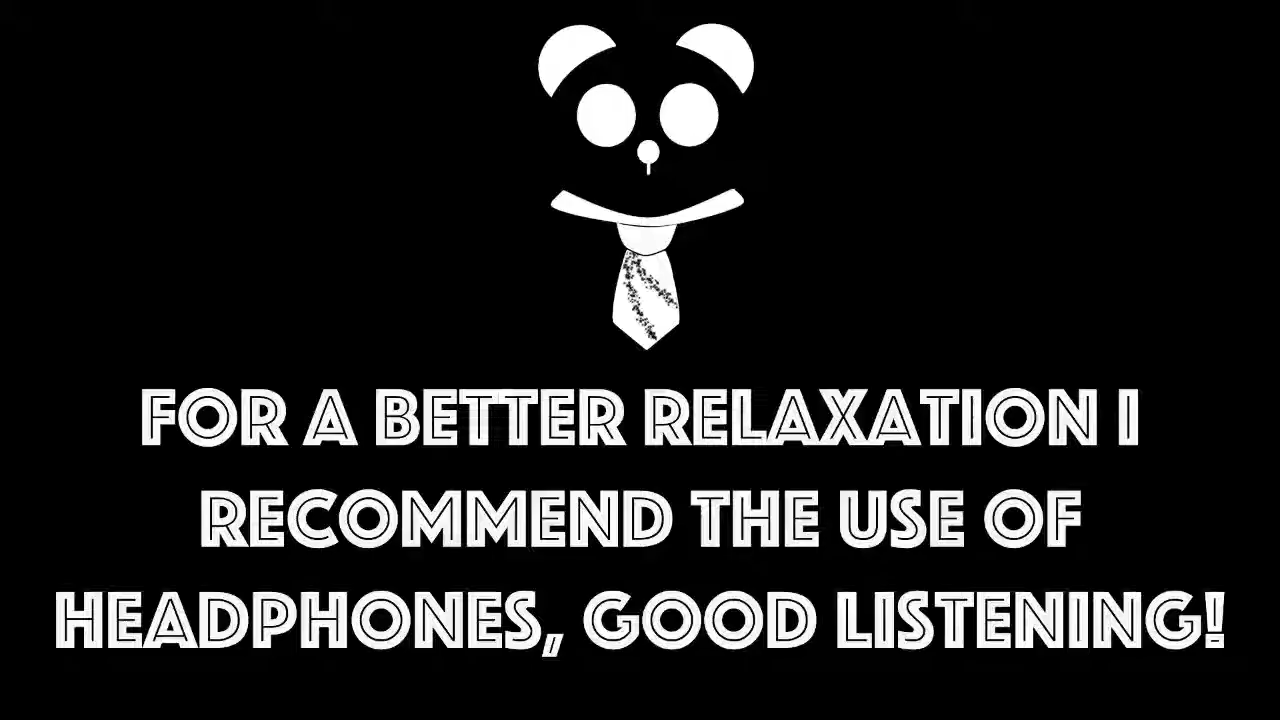 FOR A BETTER RELAXATION I
RECOMMEND THE USE OF
HEADPHONES, GOOD LISTENING!